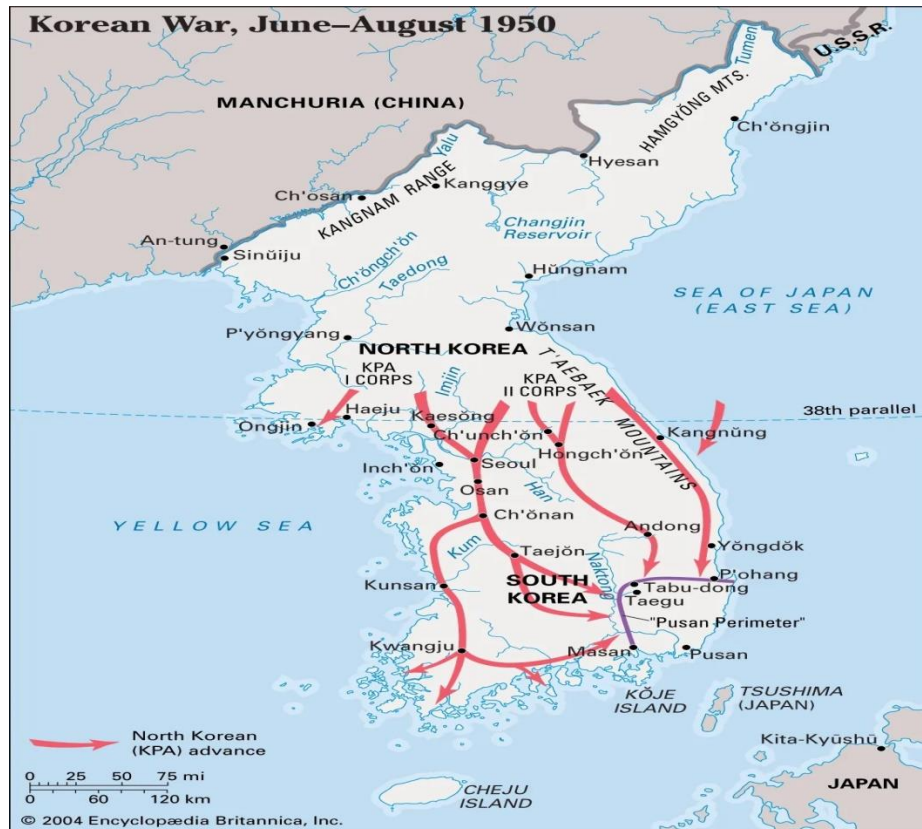 Korean War, June–August 1950
U.S.S.R.
Tumen
MANCHURIA (CHINA)
HAMGYŎNG MTS.
Ch'ŏngjin
Yalu
Hyesan
Kanggye
Ch'osan
KANGNAM RANGE
Changjin
Reservoir
An-tung
Sinŭiju
Ch'ŏngch'ŏn
Taedong
Hŭngnam
SEA OF JAPAN
(EAST SEA)
P'yŏngyang
Wŏnsan
NORTH KOREA
T'AEBAEK
MOUNTAINS
KPA
I CORPS
Imjin
KPA
II CORPS
38th parallel
Haeju
Ongjin
Kaesŏng
Ch'unch'ŏn
Kangnŭng
Hongch'ŏn
Seoul
Inch'ŏn
Osan
Han
YELLOW SEA
Ch'ŏnan
Andong
Kum
Taejŏn
Naktong
Yŏngdŏk
SOUTH
KOREA
P'ohang
Tabu-dong
Taegu
Kunsan
"Pusan Perimeter"
Kwangju
Masan
Pusan
KŎJE
ISLAND
TSUSHIMA
(JAPAN)
North Korean
(KPA) advance
Kita-Kyūshū
0 25 50 75 mi
0 60 120 km
CHEJU
ISLAND
JAPAN
© 2004 Encyclopædia Britannica, Inc.